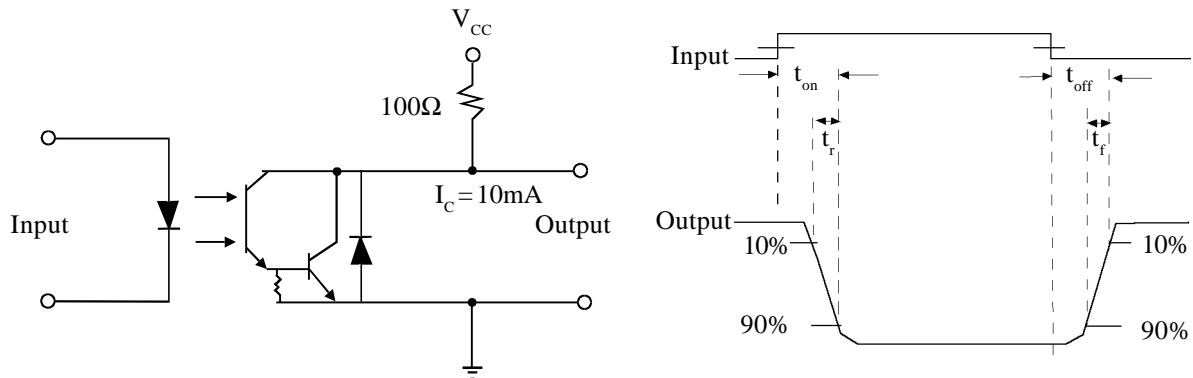 V_CC
100Ω
I_C = 10mA
Input
Output
Input
t_on
t_off
t_r
t_f
Output
10%
10%
90%
90%